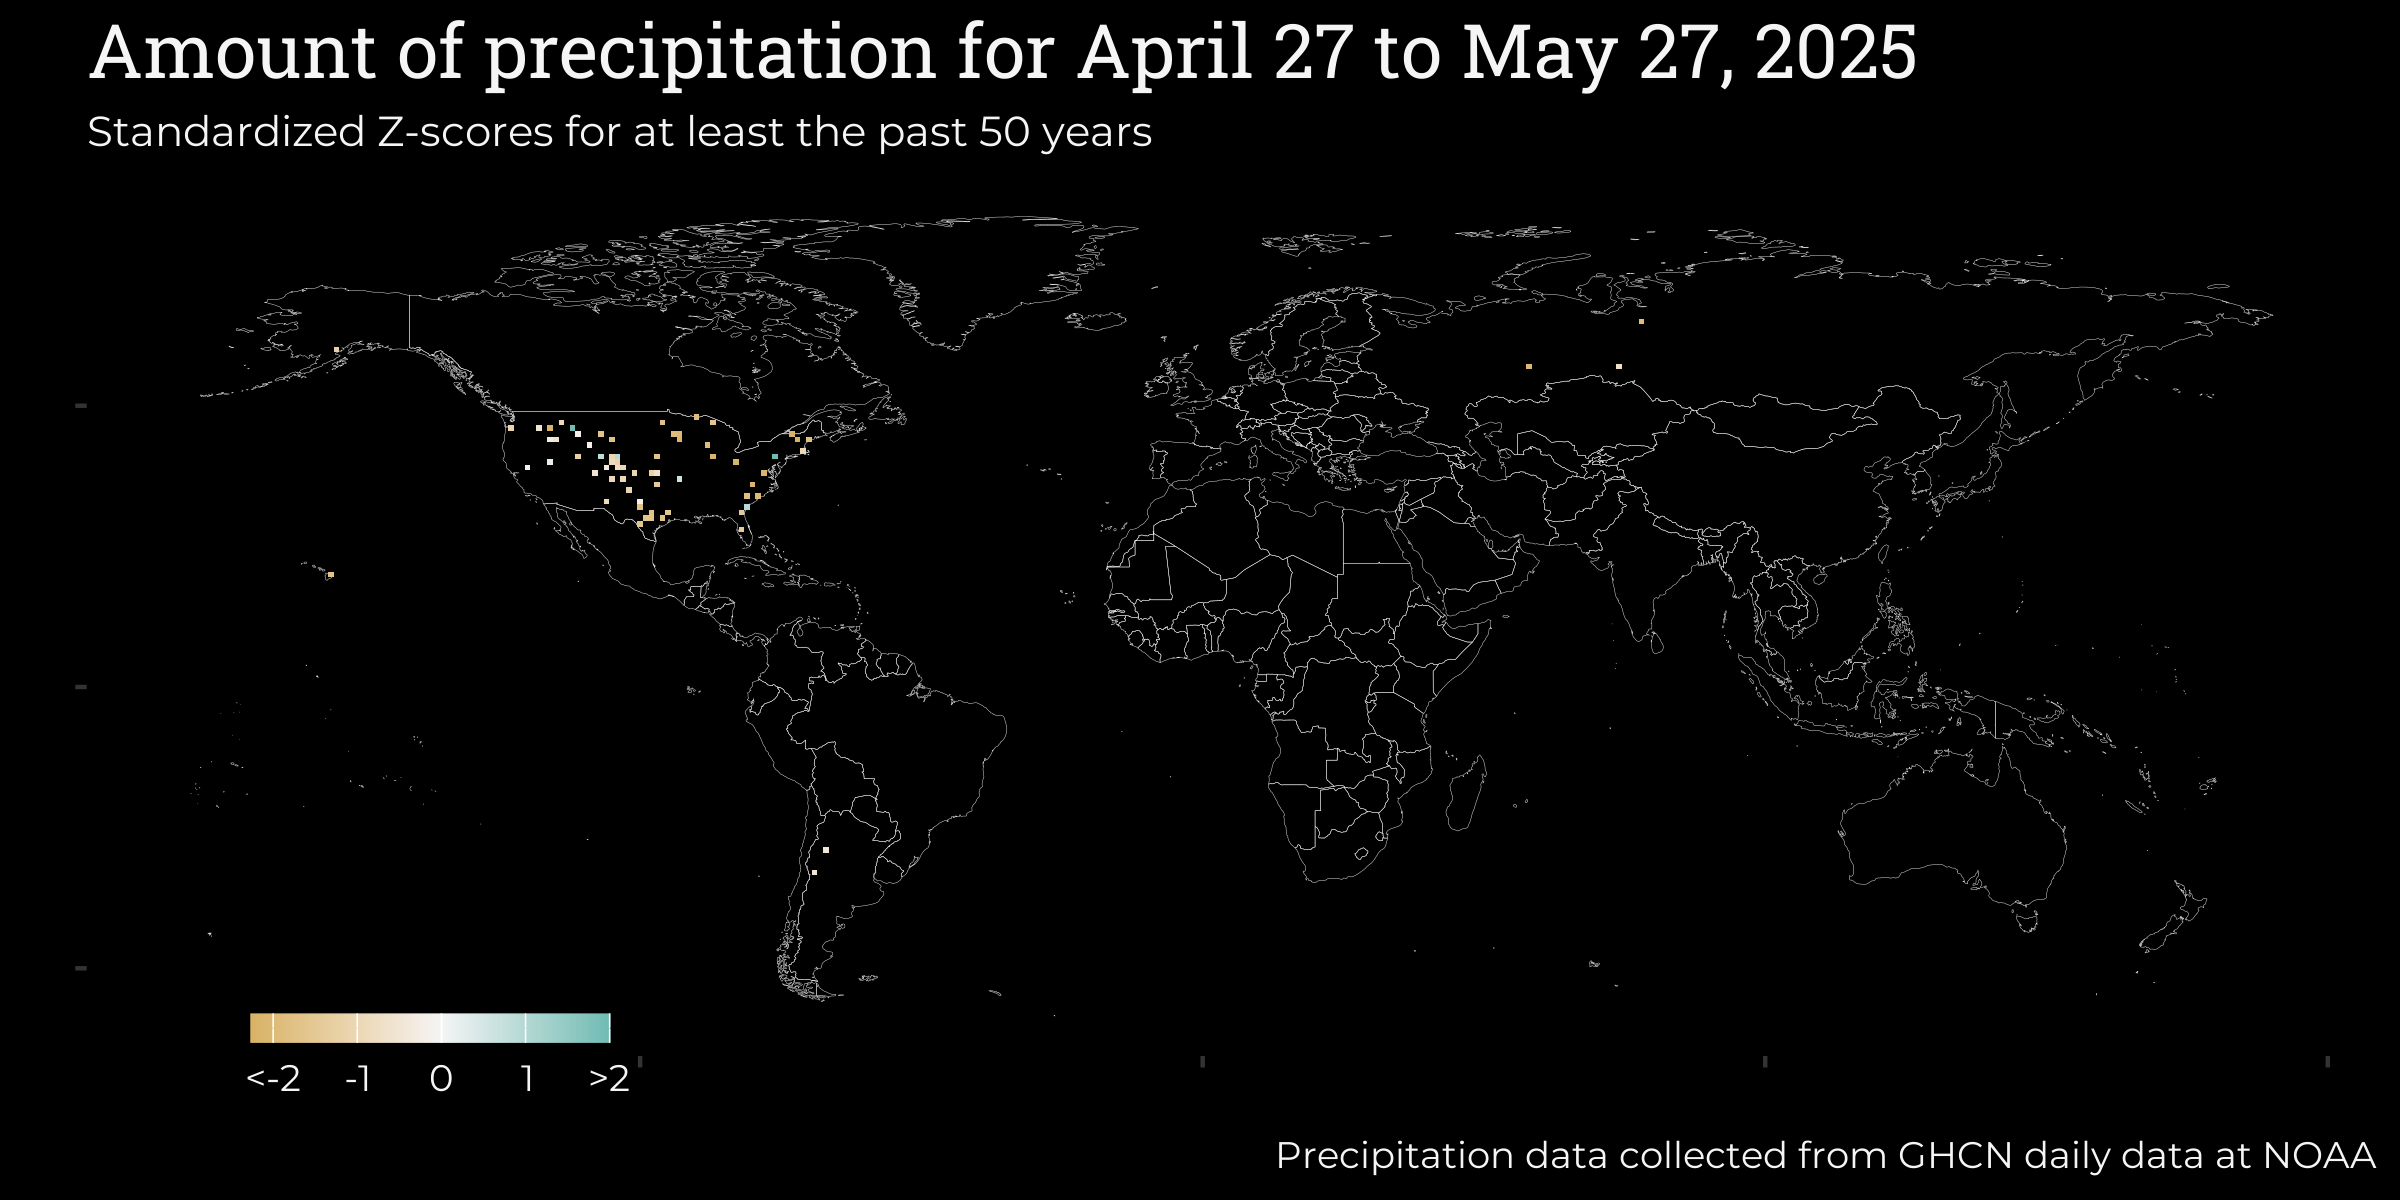 Amount of precipitation for April 27 to May 27, 2025
Standardized Z-scores for at least the past 50 years
<-2 -1 0 1 >2
Precipitation data collected from GHCN daily data at NOAA